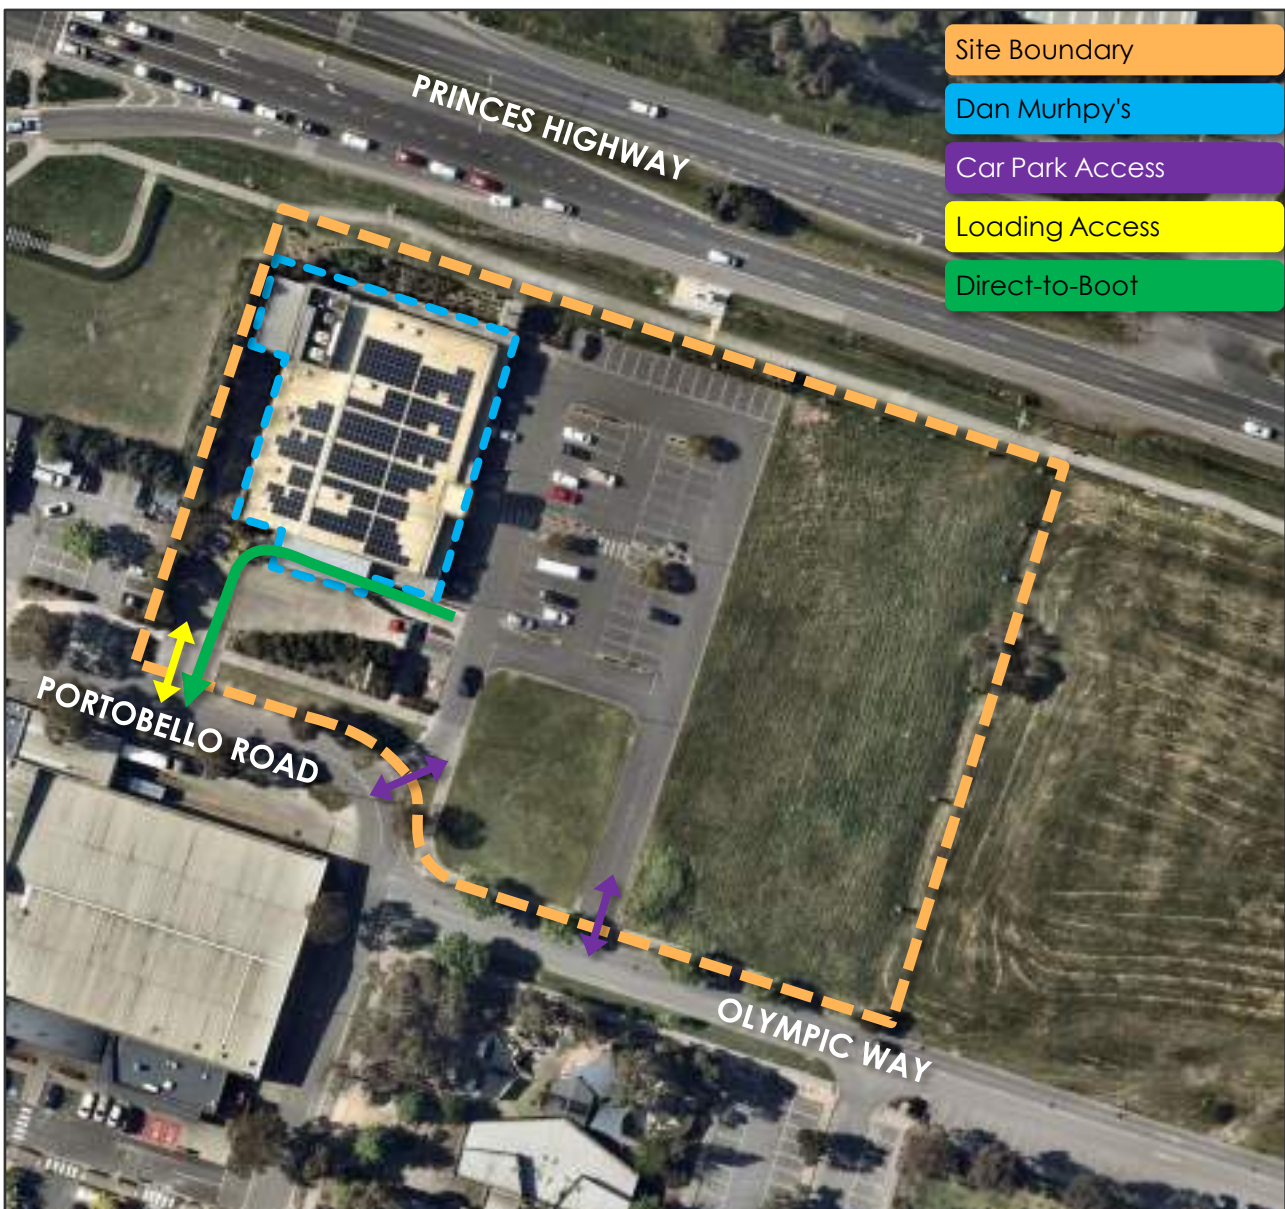 Site Boundary
Dan Murhpy's
Car Park Access
Loading Access
Direct-to-Boot
PRINCES HIGHWAY
PORTOBELLO ROAD
OLYMPIC WAY